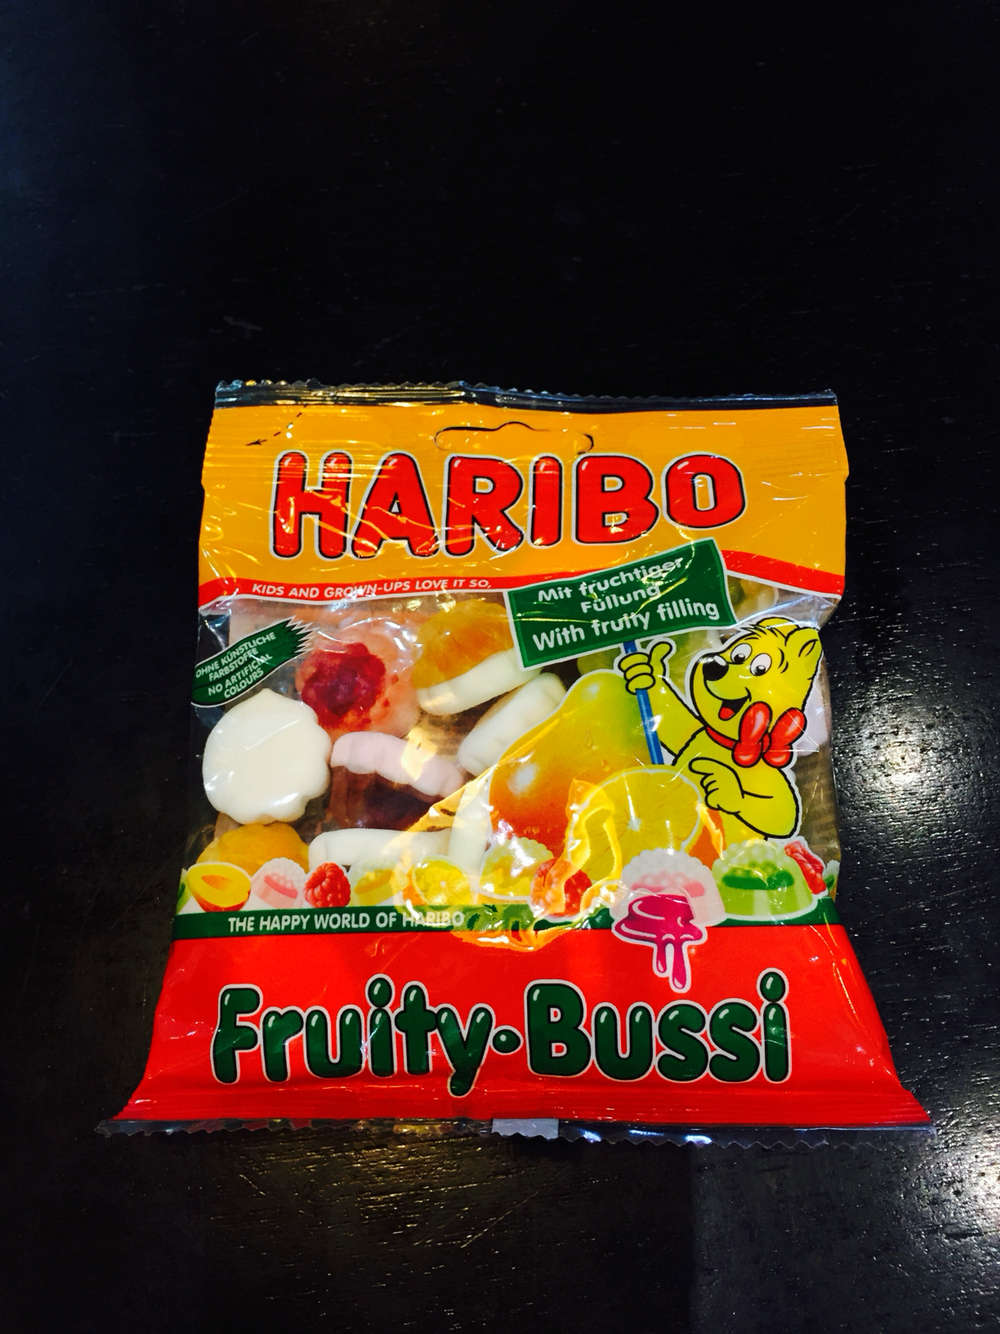 HARIBO
KIDS AND GROWN-UPS LOVE IT SO,
Mit fruchtiger
Füllung
With fruity filling
OHNE KÜNSTLICHE
FARBSTOFFE
NO ARTIFICIAL
COLOURS
THE HAPPY WORLD OF HARIBO
Fruity·Bussi